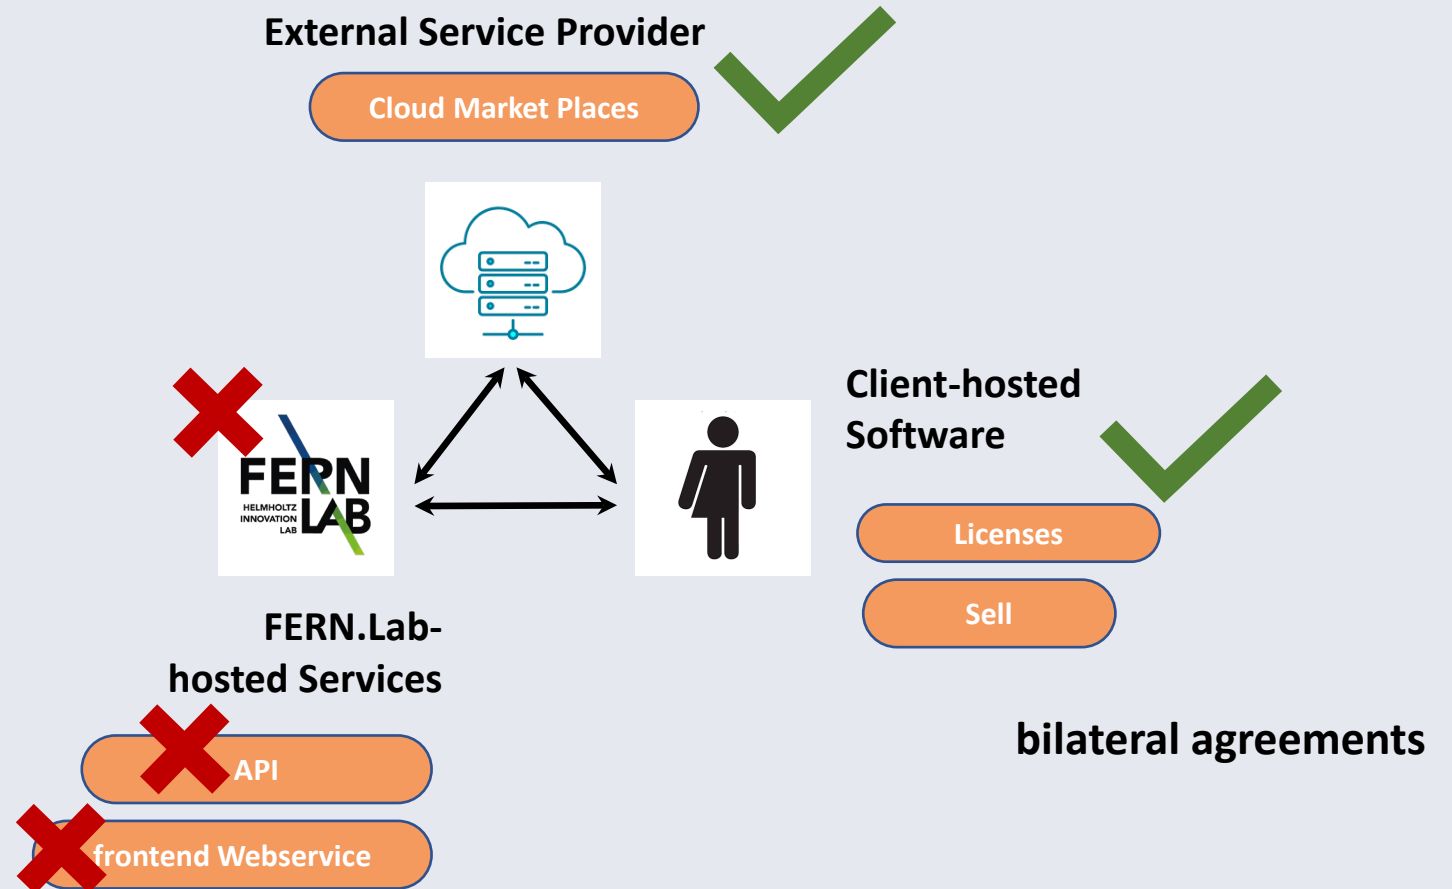 External Service Provider
Cloud Market Places
FERN
HELMHOLTZ
INNOVATION
LAB
LAB
Client-hosted
Software
Licenses
Sell
FERN.Lab-
hosted Services
API
frontend Webservice
bilateral agreements